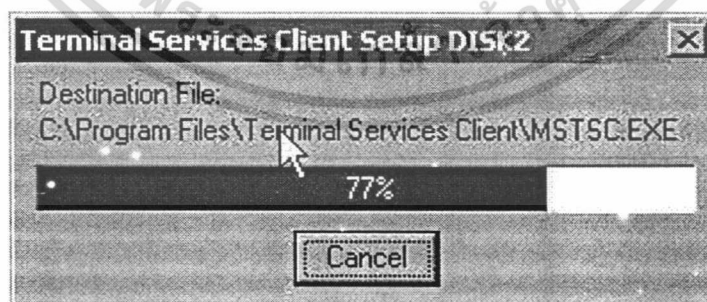 Terminal Services Client Setup DISK2
Destination File:
C:\Program Files\Terminal Services Client\MSTSC.EXE
77%
Cancel